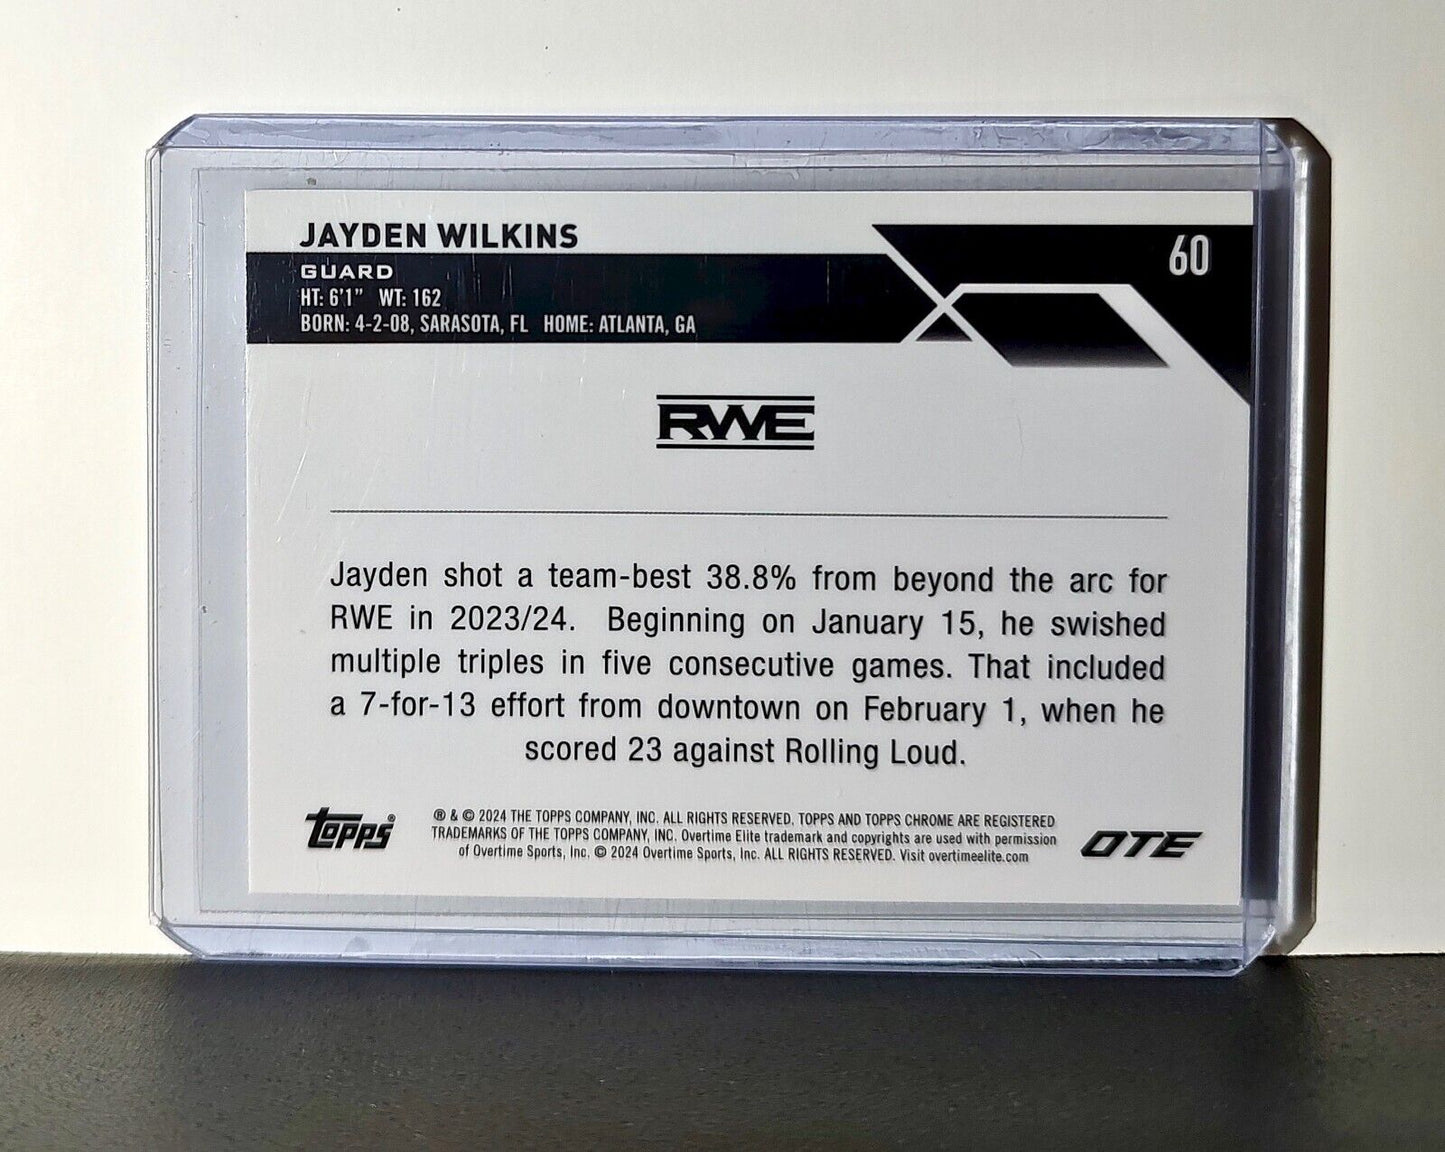 JAYDEN WILKINS
60
GUARD
HT: 6'1" WT: 162
BORN: 4-2-08, SARASOTA, FL HOME: ATLANTA, GA
RWE
Jayden shot a team-best 38.8% from beyond the arc for
RWE in 2023/24. Beginning on January 15, he swished
multiple triples in five consecutive games. That included
a 7-for-13 effort from downtown on February 1, when he
scored 23 against Rolling Loud.
topps®
® & © 2024 THE TOPPS COMPANY, INC. ALL RIGHTS RESERVED. TOPPS AND TOPPS CHROME ARE REGISTERED
TRADEMARKS OF THE TOPPS COMPANY, INC. Overtime Elite trademark and copyrights are used with permission
of Overtime Sports, Inc. © 2024 Overtime Sports, Inc. ALL RIGHTS RESERVED. Visit overtimeelite.com
OTE